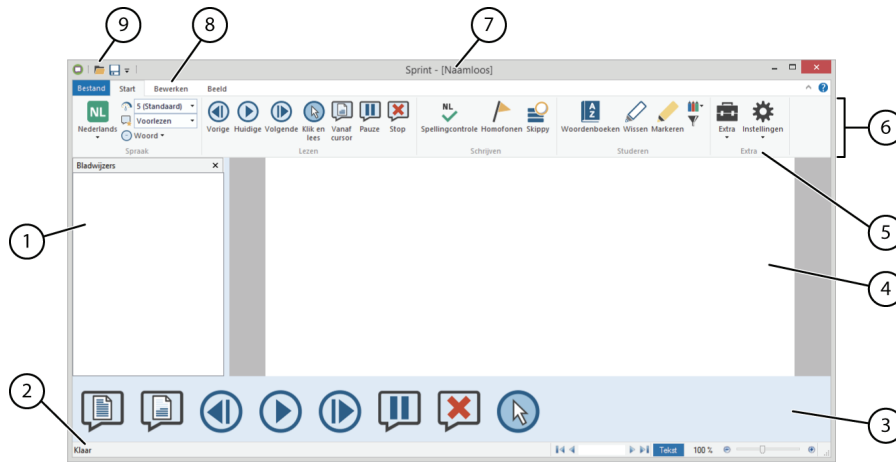 9
8
7
Sprint - [Naamloos]
Bestand Start Bewerken Beeld
NL
Nederlands
5 (Standaard)
Voorlezen
Woord
Spraak
Vorige Huidige Volgende Klik en lees Vanaf cursor Pauze Stop
Lezen
NL
Spellingcontrole Homofonen Skippy
Schrijven
A
Z
2
Woordenboeken Wissen Markeren
Studeren
Extra Instellingen
Extra
6
Bladwijzers
1
5
4
2
3
Klaar
Tekst 100 %